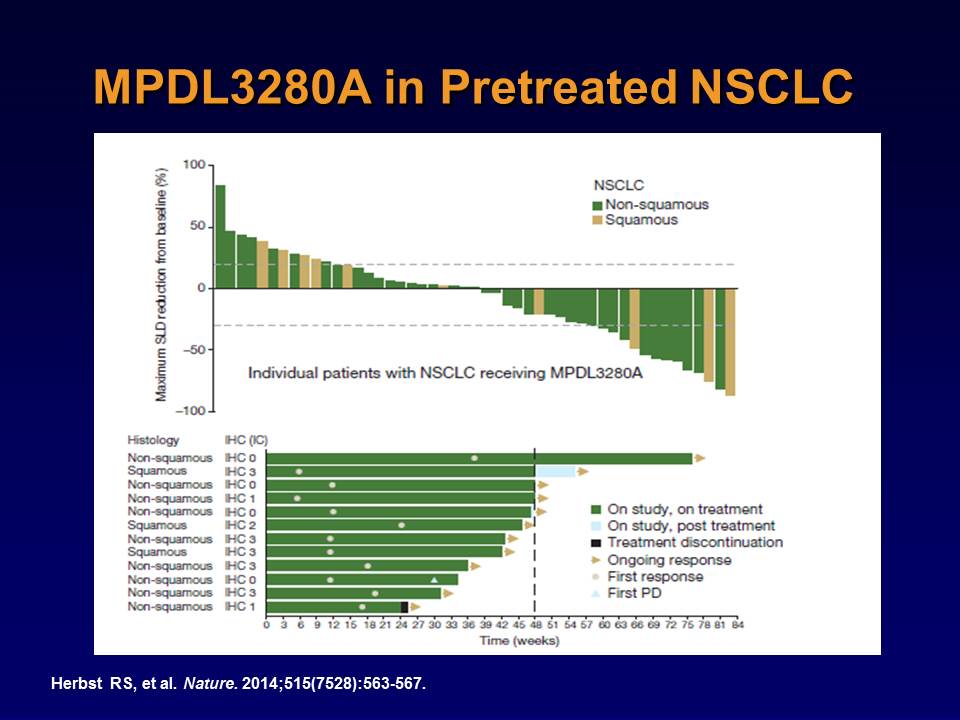 MPDL3280A in Pretreated NSCLC
Maximum SLD reduction from baseline (%)
100
50
0
−50
−100
NSCLC
Non-squamous
Squamous
Individual patients with NSCLC receiving MPDL3280A
Histology IHC (IC)
Non-squamous IHC 0
Squamous IHC 3
Non-squamous IHC 0
Non-squamous IHC 1
Non-squamous IHC 0
Squamous IHC 2
Non-squamous IHC 3
Squamous IHC 3
Non-squamous IHC 3
Non-squamous IHC 0
Non-squamous IHC 3
Non-squamous IHC 1
On study, on treatment
On study, post treatment
Treatment discontinuation
Ongoing response
First response
First PD
0 3 6 9 12 15 18 21 24 27 30 33 36 39 42 45 48 51 54 57 60 63 66 69 72 75 78 81 84
Time (weeks)
Herbst RS, et al. Nature. 2014;515(7528):563-567.